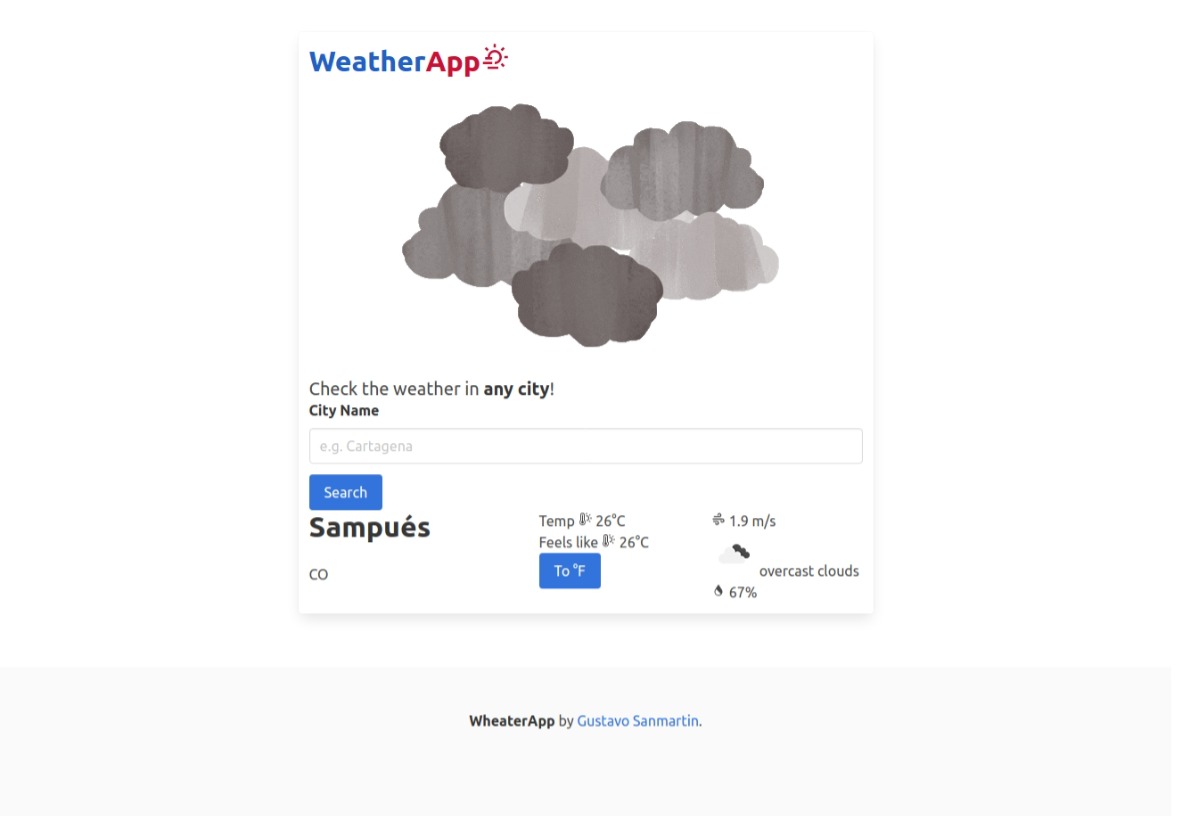 WeatherApp
Check the weather in any city!
City Name
e.g. Cartagena
Search
Sampués
CO
Temp 26°C
Feels like 26°C
To °F
1.9 m/s
overcast clouds
67%
WheaterApp by Gustavo Sanmartin.